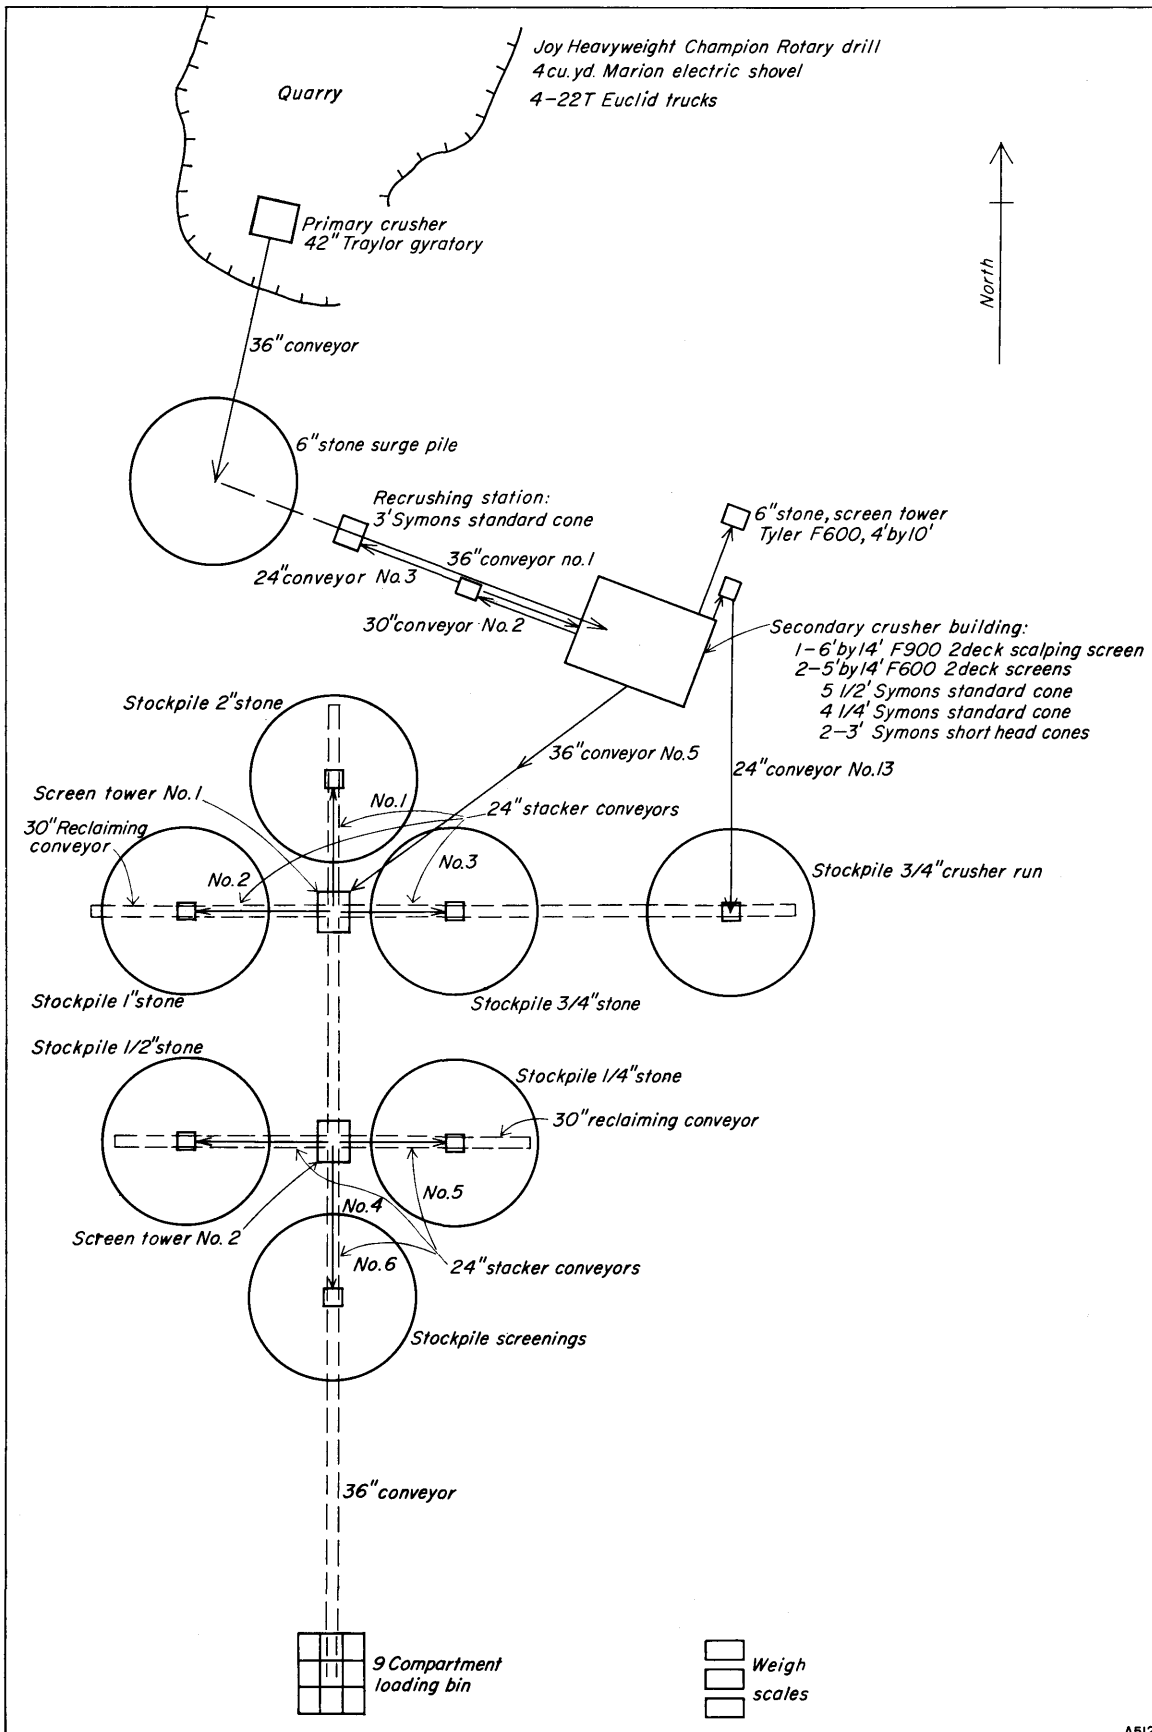 Joy Heavyweight Champion Rotary drill
4cu.yd. Marion electric shovel
4-22T Euclid trucks
Quarry
North
Primary crusher
42" Traylor gyratory
36" conveyor
6" stone surge pile
Recrushing station:
3' Symons standard cone
6" stone, screen tower
Tyler F600, 4' by 10'
36" conveyor no.1
24" conveyor No.3
30" conveyor No.2
Secondary crusher building:
1-6' by 14' F900 2deck scalping screen
2-5' by 14' F600 2deck screens
5 1/2' Symons standard cone
4 1/4' Symons standard cone
2-3' Symons short head cones
Stockpile 2" stone
36" conveyor No.5
24" conveyor No.13
Screen tower No.1
No.1
24" stacker conveyors
30" Reclaiming
conveyor
No.2
No.3
Stockpile 3/4" crusher run
Stockpile 1" stone
Stockpile 3/4" stone
Stockpile 1/2" stone
Stockpile 1/4" stone
30" reclaiming conveyor
No.5
No.4
Screen tower No.2
No.6
24" stacker conveyors
Stockpile screenings
36" conveyor
9 Compartment
loading bin
Weigh
scales